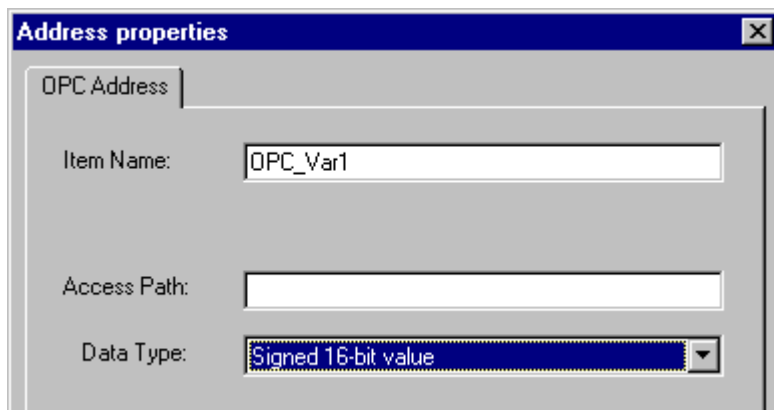 Address properties
OPC Address
Item Name: OPC_Var1
Access Path:
Data Type: Signed 16-bit value